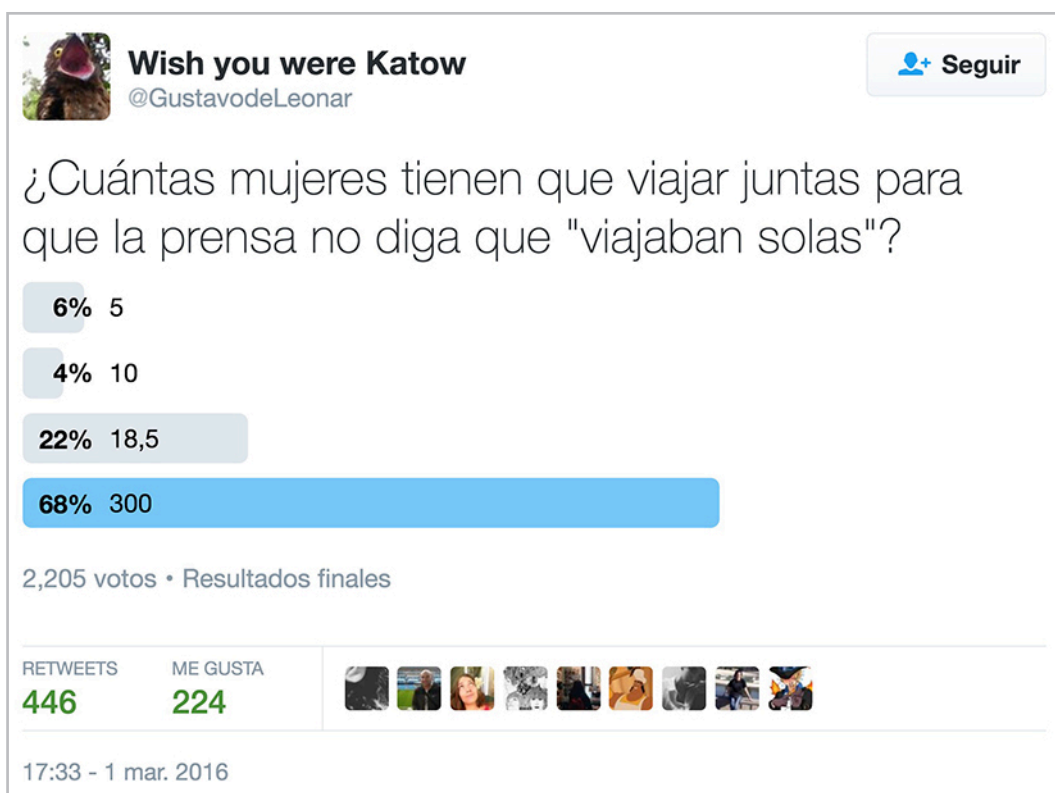 Wish you were Katow
@GustavodeLeonar
Seguir
¿Cuántas mujeres tienen que viajar juntas para
que la prensa no diga que "viajaban solas"?
6% 5
4% 10
22% 18,5
68% 300
2,205 votos • Resultados finales
RETWEETS ME GUSTA
446 224
17:33 - 1 mar. 2016